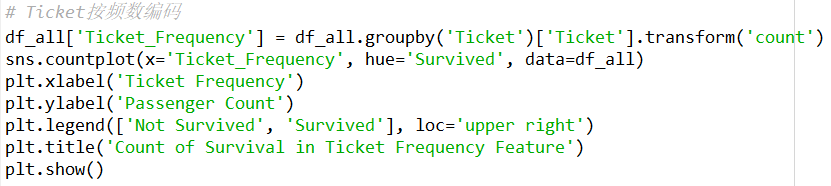 # Ticket按频数编码
df_all['Ticket_Frequency'] = df_all.groupby('Ticket')['Ticket'].transform('count')
sns.countplot(x='Ticket_Frequency', hue='Survived', data=df_all)
plt.xlabel('Ticket Frequency')
plt.ylabel('Passenger Count')
plt.legend(['Not Survived', 'Survived'], loc='upper right')
plt.title('Count of Survival in Ticket Frequency Feature')
plt.show()